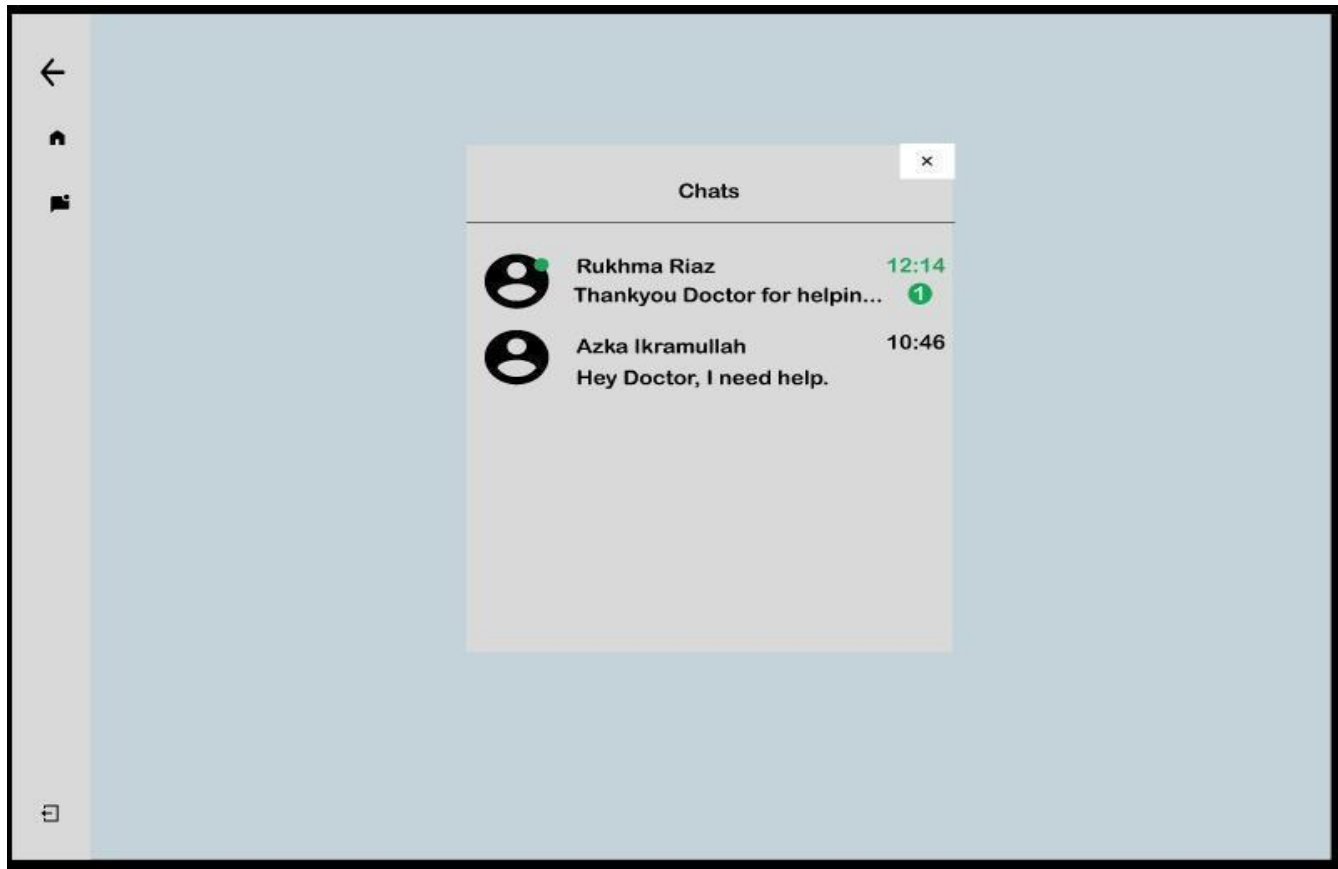 ×
Chats
Rukhma Riaz 12:14
Thankyou Doctor for helpin... 1
Azka Ikramullah 10:46
Hey Doctor, I need help.